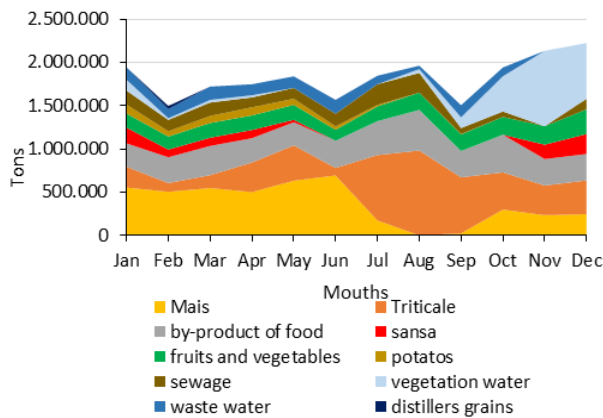 2.500.000
2.000.000
1.500.000
1.000.000
500.000
0
Tons
Jan Feb Mar Apr May Jun Jul Aug Sep Oct Nov Dec
Mouths
Mais Triticale
by-product of food sansa
fruits and vegetables potatos
sewage vegetation water
waste water distillers grains